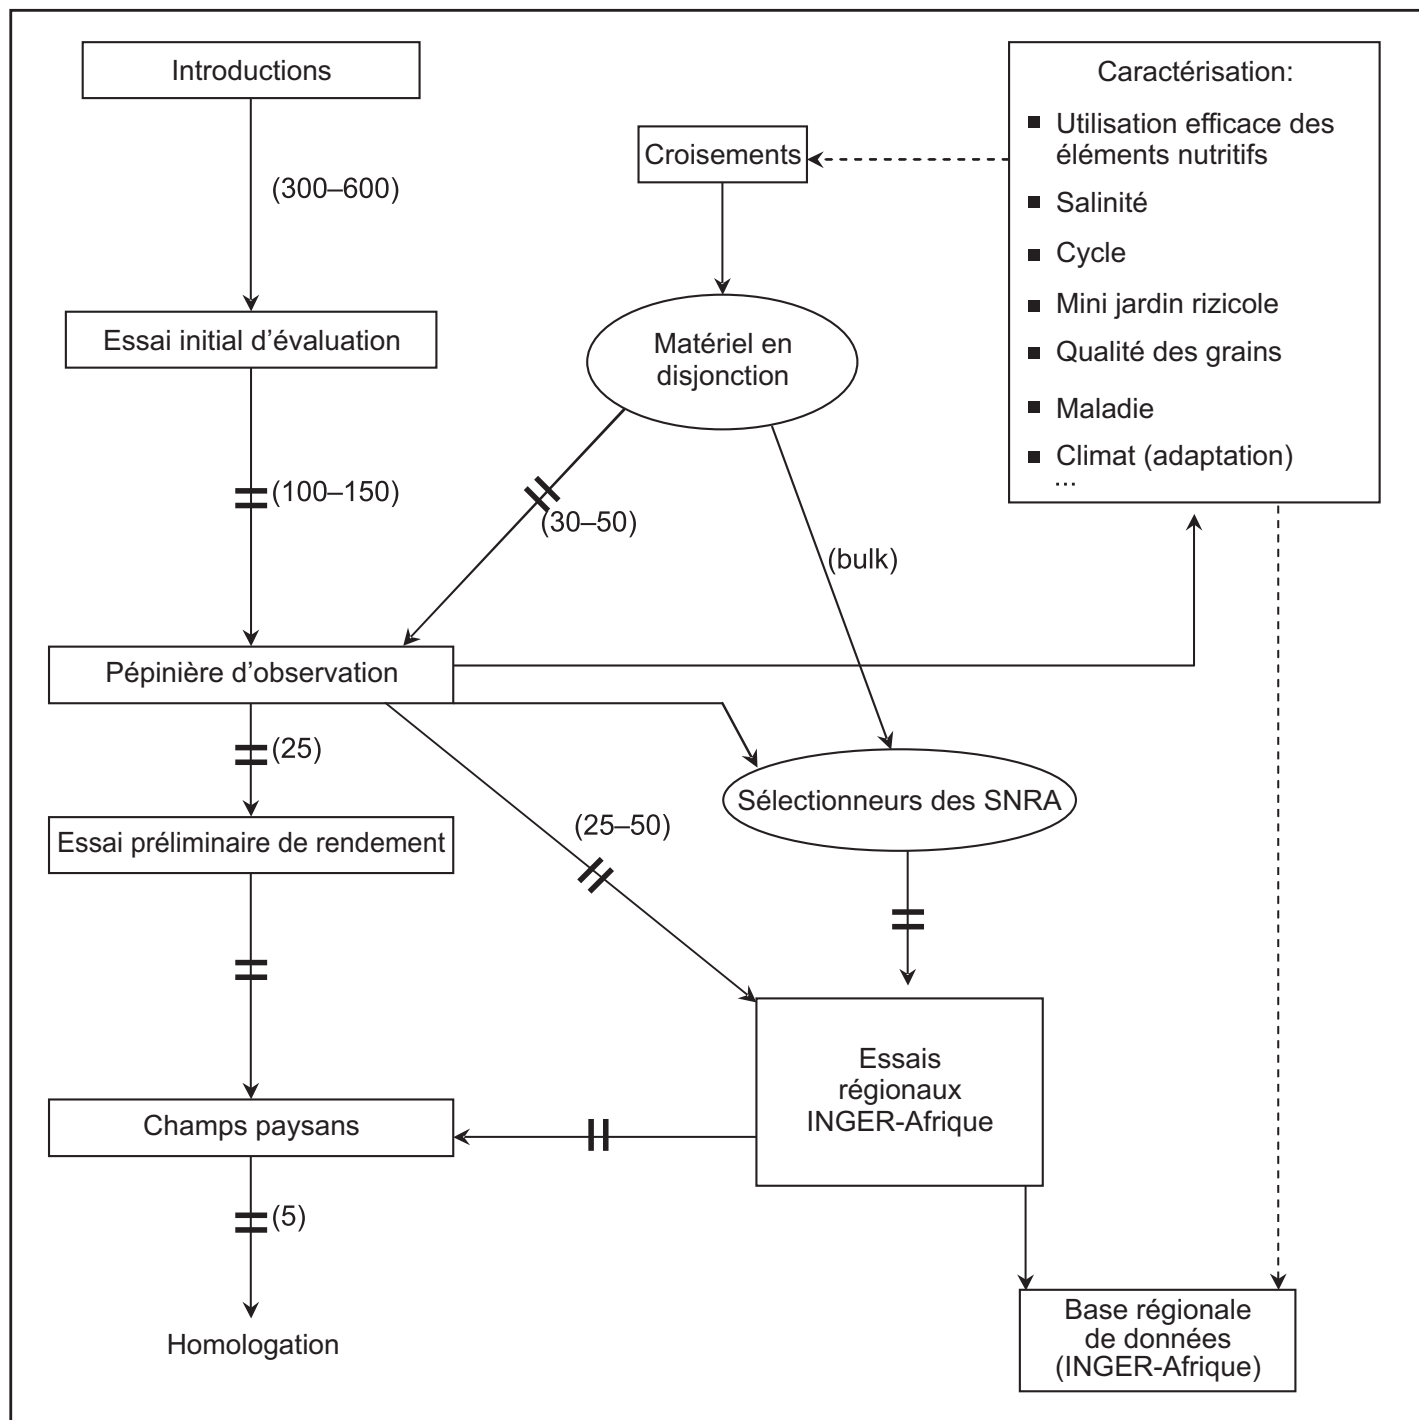 Introductions
(300–600)
Essai initial d’évaluation
(100–150)
Croisements
Matériel en
disjonction
(30–50)
(bulk)
Caractérisation:
■ Utilisation efficace des
éléments nutritifs
■ Salinité
■ Cycle
■ Mini jardin rizicole
■ Qualité des grains
■ Maladie
■ Climat (adaptation)
...
Pépinière d’observation
(25)
(25–50)
Sélectionneurs des SNRA
Essai préliminaire de rendement
Essais
régionaux
INGER-Afrique
Champs paysans
(5)
Homologation
Base régionale
de données
(INGER-Afrique)